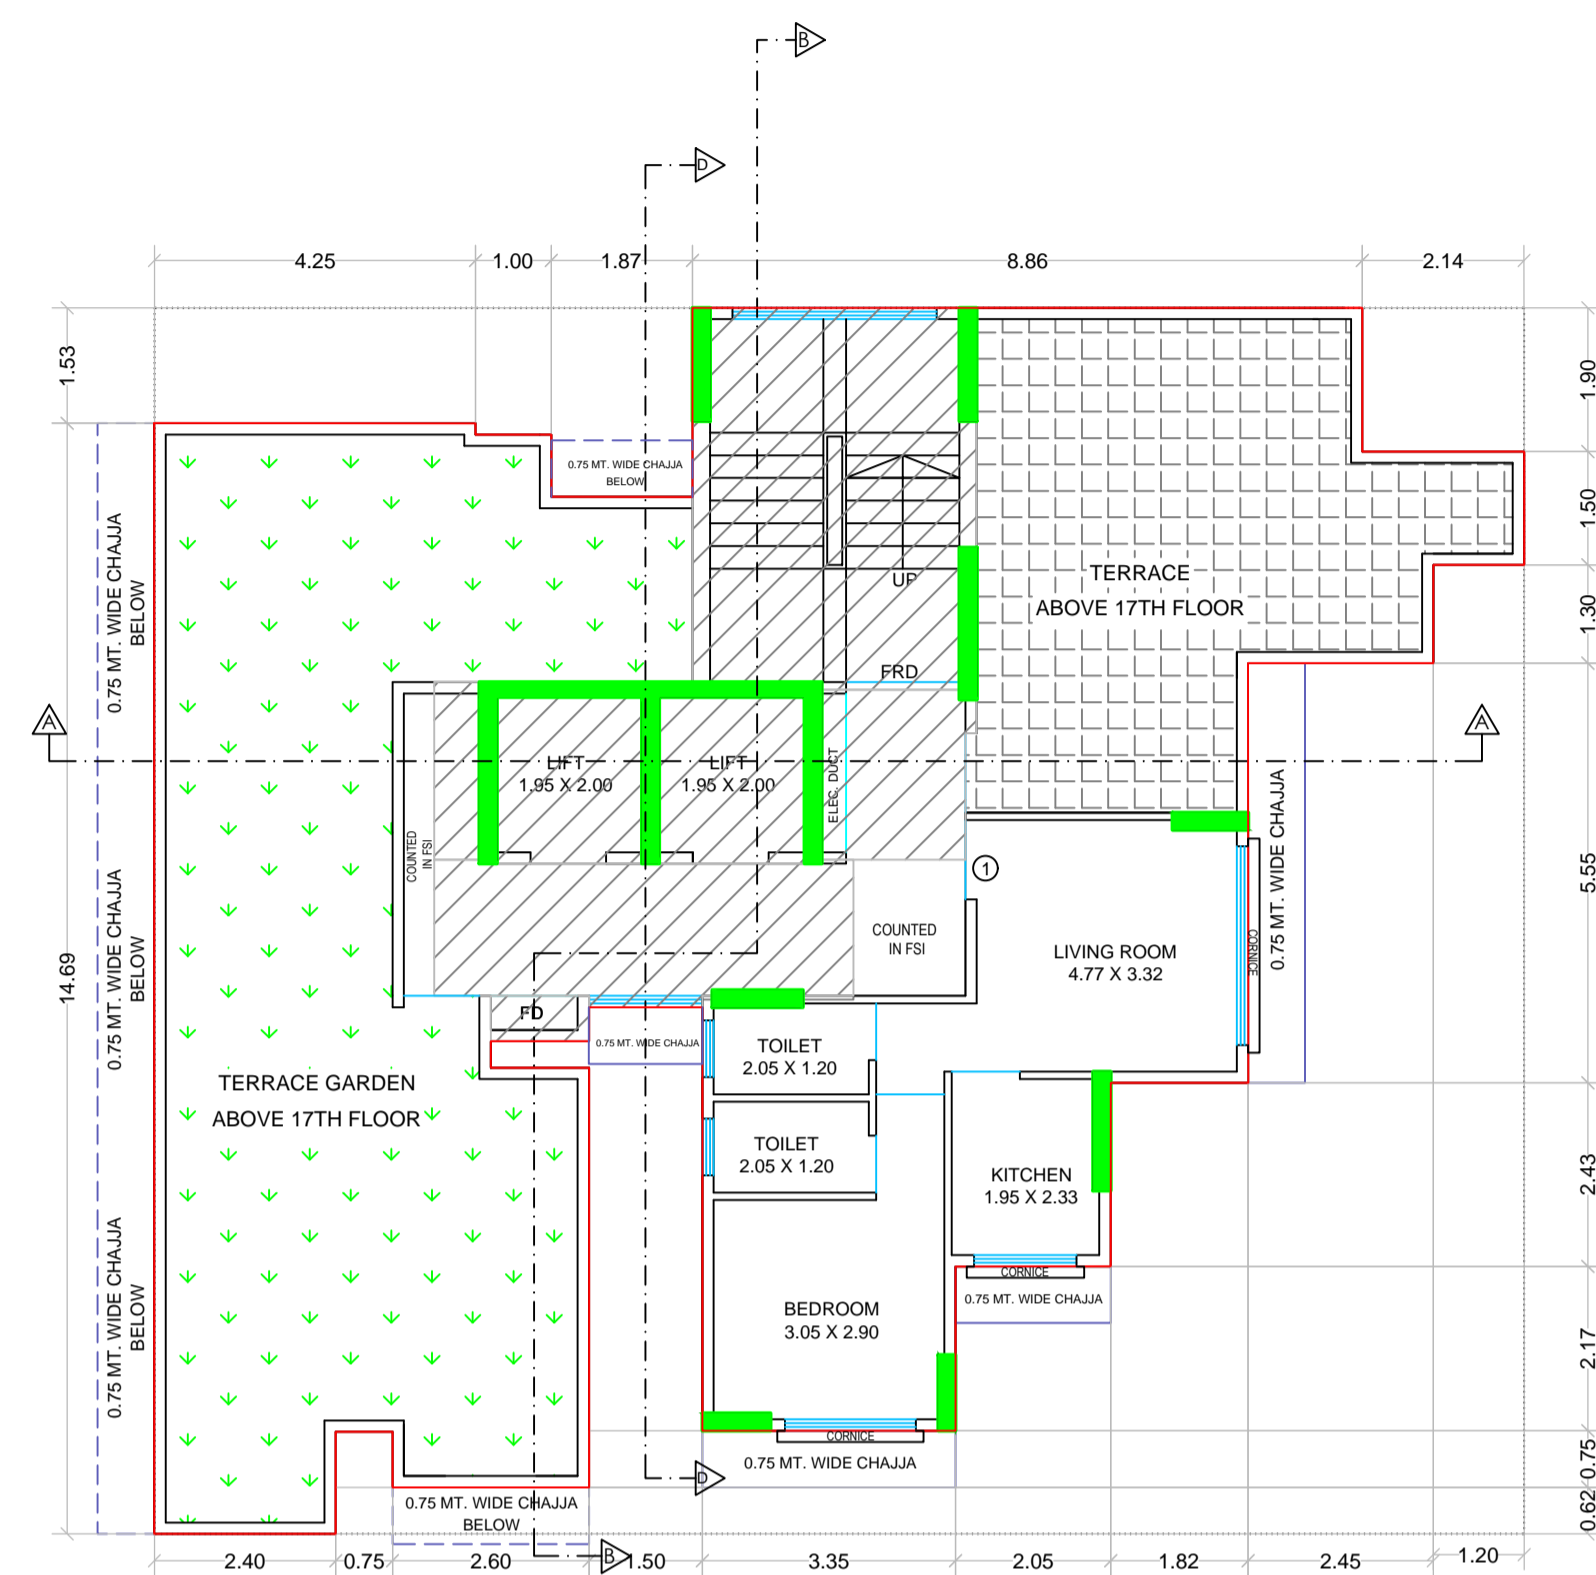 B
D
4.25
1.00
1.87
8.86
2.14
1.53
1.90
0.75 MT. WIDE CHAJJA
BELOW
1.50
0.75 MT. WIDE CHAJJA
BELOW
UP
TERRACE
ABOVE 17TH FLOOR
1.30
FRD
A
A
LIFT
1.95 X 2.00
LIFT
1.95 X 2.00
ELEC. DUCT
COUNTED
IN FSI
0.75 MT. WIDE CHAJJA
1
5.55
0.75 MT. WIDE CHAJJA
BELOW
COUNTED
IN FSI
LIVING ROOM
4.77 X 3.32
CORNICE
14.69
FD
0.75 MT. WIDE CHAJJA
TOILET
2.05 X 1.20
TERRACE GARDEN
ABOVE 17TH FLOOR
TOILET
2.05 X 1.20
KITCHEN
1.95 X 2.33
2.43
CORNICE
0.75 MT. WIDE CHAJJA
0.75 MT. WIDE CHAJJA
BELOW
BEDROOM
3.05 X 2.90
2.17
CORNICE
0.75 MT. WIDE CHAJJA
D
0.75
0.75 MT. WIDE CHAJJA
BELOW
0.62
2.40
0.75
2.60
B
1.50
3.35
2.05
1.82
2.45
1.20